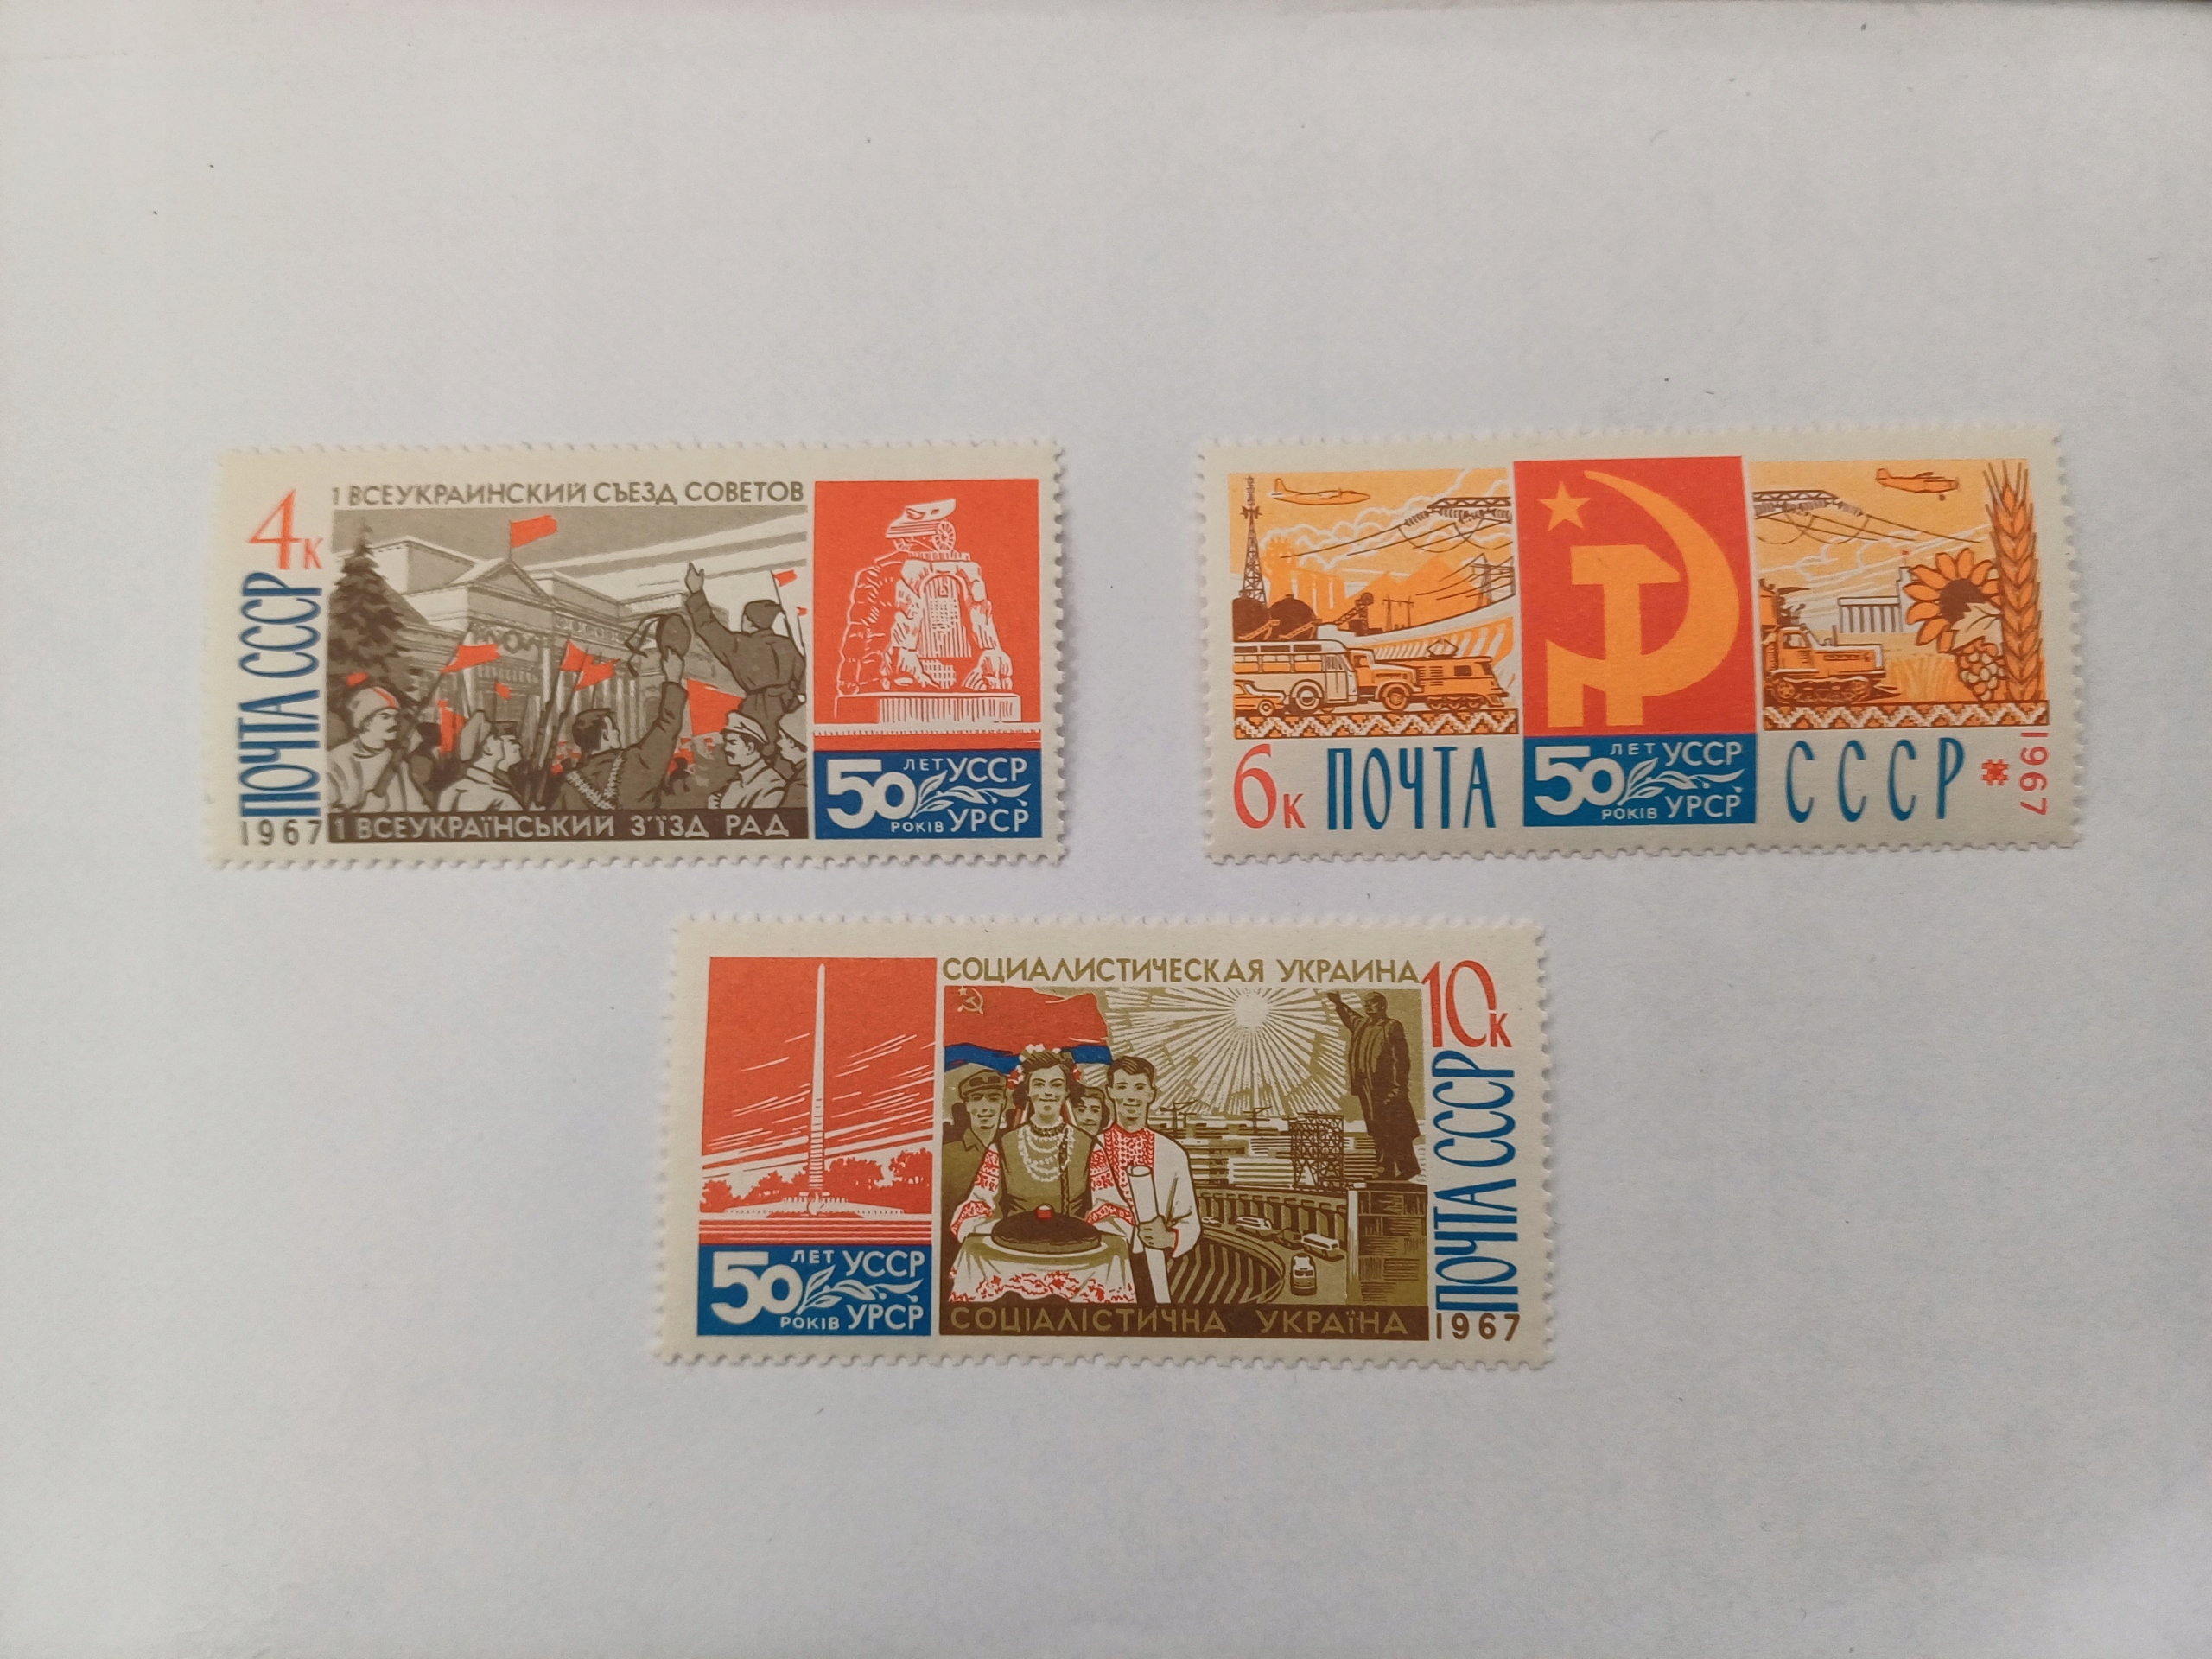 4к
1 ВСЕУКРАИНСКИЙ СЪЕЗД СОВЕТОВ
ПОЧТА СССР
1967
1 ВСЕУКРАЇНСЬКИЙ З'ЇЗД РАД
50 ЛЕТ УССР
РОКІВ УРСР
6к ПОЧТА
50 ЛЕТ УССР
РОКІВ УРСР
СССР
1967
50 ЛЕТ УССР
РОКІВ УРСР
СОЦИАЛИСТИЧЕСКАЯ УКРАИНА
10к
СОЦІАЛІСТИЧНА УКРАЇНА
ПОЧТА СССР
1967